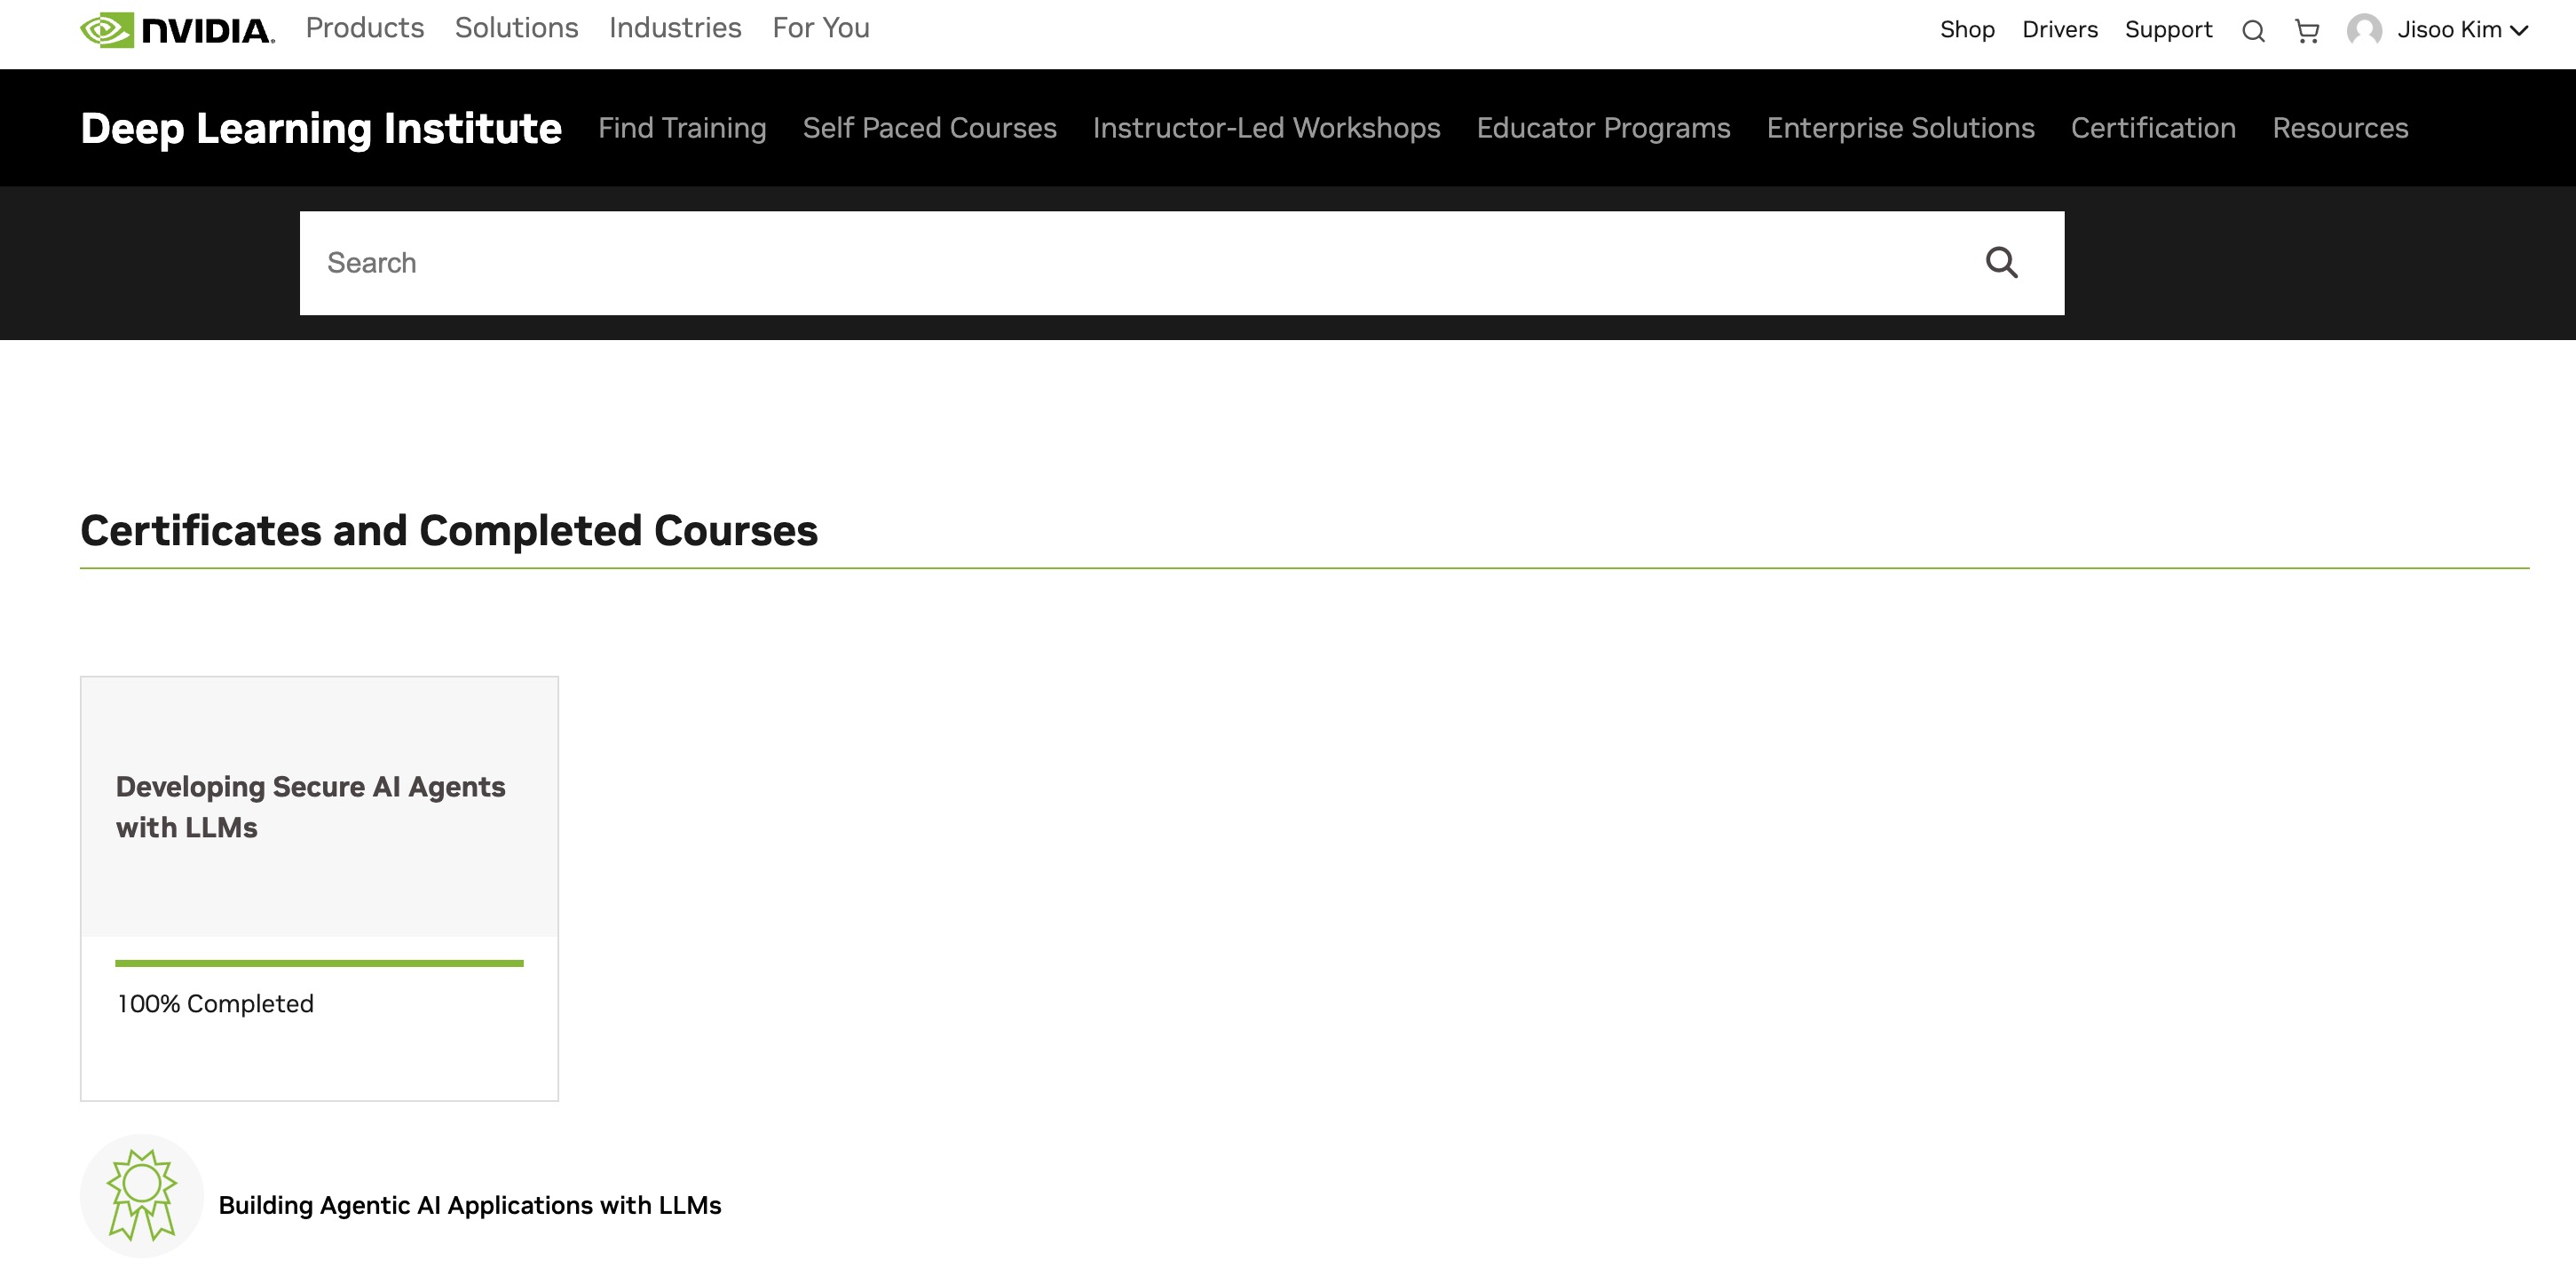 NVIDIA.
Products Solutions Industries For You
Shop Drivers Support Jisoo Kim
Deep Learning Institute Find Training Self Paced Courses Instructor-Led Workshops Educator Programs Enterprise Solutions Certification Resources
Search
Certificates and Completed Courses
Developing Secure AI Agents
with LLMs
100% Completed
Building Agentic AI Applications with LLMs